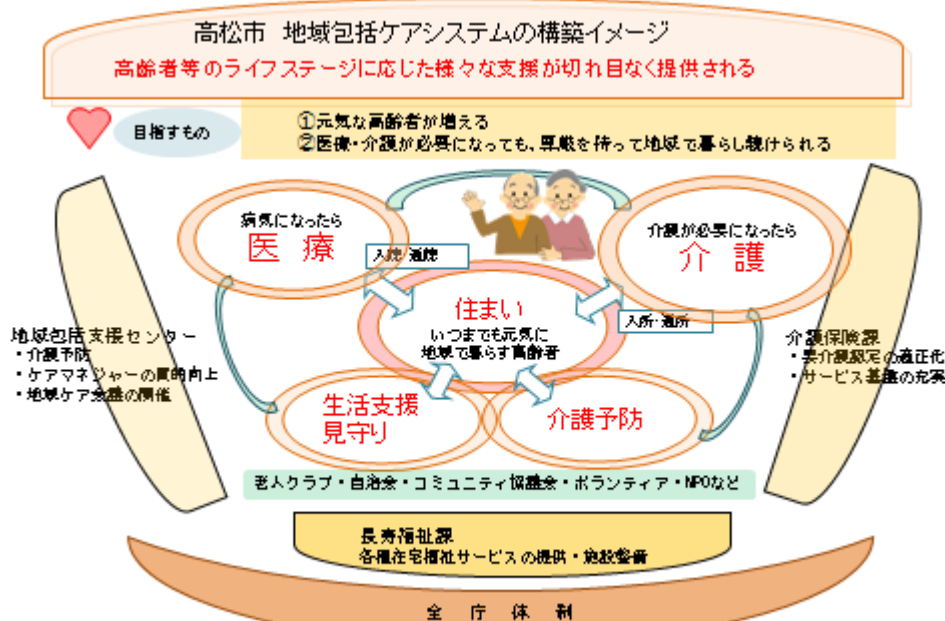 高松市 地域包括ケアシステムの構築イメージ
高齢者等のライフステージに応じた様々な支援が切れ目なく提供される
目指すもの
①元気な高齢者が増える
②医療・介護が必要になっても、尊厳を持って地域で暮らし続けられる
病気になったら
医 療
介護が必要になったら
介 護
入院・通院
住まい
いつまでも元気に
地域で暮らす高齢者
入所・通所
地域包括支援センター
・介護予防
・ケアマネジャーの質的向上
・地域ケア会議の開催
介護保険課
・要介護認定の適正化
・サービス基盤の充実
生活支援
見守り
介護予防
老人クラブ・自治会・コミュニティ協議会・ボランティア・NPOなど
長寿福祉課
各種在宅福祉サービスの提供・施設整備
全 庁 体 制